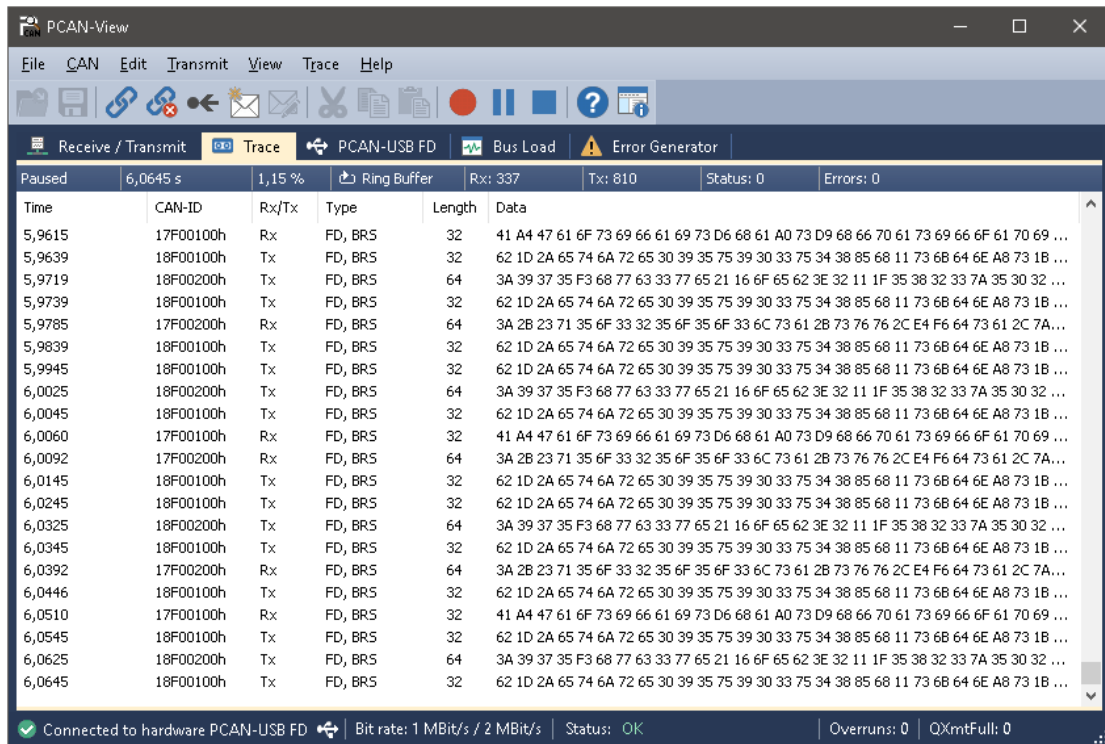 PCAN-View
File CAN Edit Transmit View Trace Help
Receive / Transmit Trace PCAN-USB FD Bus Load Error Generator
Paused 6,0645 s 1,15 % Ring Buffer Rx: 337 Tx: 810 Status: 0 Errors: 0
Time CAN-ID Rx/Tx Type Length Data
5,9615 17F00100h Rx FD, BRS 32 41 A4 47 61 6F 73 69 66 61 69 73 D6 68 61 A0 73 D9 68 66 70 61 73 69 66 6F 61 70 69 ...
5,9639 18F00100h Tx FD, BRS 32 62 1D 2A 65 74 6A 72 65 30 39 35 75 39 30 33 75 34 38 85 68 11 73 6B 64 6E A8 73 1B ...
5,9719 18F00200h Tx FD, BRS 64 3A 39 37 35 F3 68 77 63 33 77 65 21 16 6F 65 62 3E 32 11 1F 35 38 32 33 7A 35 30 32 ...
5,9739 18F00100h Tx FD, BRS 32 62 1D 2A 65 74 6A 72 65 30 39 35 75 39 30 33 75 34 38 85 68 11 73 6B 64 6E A8 73 1B ...
5,9785 17F00200h Rx FD, BRS 64 3A 2B 23 71 35 6F 33 32 35 6F 35 6F 33 6C 73 61 2B 73 76 76 2C E4 F6 64 73 61 2C 7A...
5,9839 18F00100h Tx FD, BRS 32 62 1D 2A 65 74 6A 72 65 30 39 35 75 39 30 33 75 34 38 85 68 11 73 6B 64 6E A8 73 1B ...
5,9945 18F00100h Tx FD, BRS 32 62 1D 2A 65 74 6A 72 65 30 39 35 75 39 30 33 75 34 38 85 68 11 73 6B 64 6E A8 73 1B ...
6,0025 18F00200h Tx FD, BRS 64 3A 39 37 35 F3 68 77 63 33 77 65 21 16 6F 65 62 3E 32 11 1F 35 38 32 33 7A 35 30 32 ...
6,0045 18F00100h Tx FD, BRS 32 62 1D 2A 65 74 6A 72 65 30 39 35 75 39 30 33 75 34 38 85 68 11 73 6B 64 6E A8 73 1B ...
6,0060 17F00100h Rx FD, BRS 32 41 A4 47 61 6F 73 69 66 61 69 73 D6 68 61 A0 73 D9 68 66 70 61 73 69 66 6F 61 70 69 ...
6,0092 17F00200h Rx FD, BRS 64 3A 2B 23 71 35 6F 33 32 35 6F 35 6F 33 6C 73 61 2B 73 76 76 2C E4 F6 64 73 61 2C 7A...
6,0145 18F00100h Tx FD, BRS 32 62 1D 2A 65 74 6A 72 65 30 39 35 75 39 30 33 75 34 38 85 68 11 73 6B 64 6E A8 73 1B ...
6,0245 18F00100h Tx FD, BRS 32 62 1D 2A 65 74 6A 72 65 30 39 35 75 39 30 33 75 34 38 85 68 11 73 6B 64 6E A8 73 1B ...
6,0325 18F00200h Tx FD, BRS 64 3A 39 37 35 F3 68 77 63 33 77 65 21 16 6F 65 62 3E 32 11 1F 35 38 32 33 7A 35 30 32 ...
6,0345 18F00100h Tx FD, BRS 32 62 1D 2A 65 74 6A 72 65 30 39 35 75 39 30 33 75 34 38 85 68 11 73 6B 64 6E A8 73 1B ...
6,0392 17F00200h Rx FD, BRS 64 3A 2B 23 71 35 6F 33 32 35 6F 35 6F 33 6C 73 61 2B 73 76 76 2C E4 F6 64 73 61 2C 7A...
6,0446 18F00100h Tx FD, BRS 32 62 1D 2A 65 74 6A 72 65 30 39 35 75 39 30 33 75 34 38 85 68 11 73 6B 64 6E A8 73 1B ...
6,0510 17F00100h Rx FD, BRS 32 41 A4 47 61 6F 73 69 66 61 69 73 D6 68 61 A0 73 D9 68 66 70 61 73 69 66 6F 61 70 69 ...
6,0545 18F00100h Tx FD, BRS 32 62 1D 2A 65 74 6A 72 65 30 39 35 75 39 30 33 75 34 38 85 68 11 73 6B 64 6E A8 73 1B ...
6,0625 18F00200h Tx FD, BRS 64 3A 39 37 35 F3 68 77 63 33 77 65 21 16 6F 65 62 3E 32 11 1F 35 38 32 33 7A 35 30 32 ...
6,0645 18F00100h Tx FD, BRS 32 62 1D 2A 65 74 6A 72 65 30 39 35 75 39 30 33 75 34 38 85 68 11 73 6B 64 6E A8 73 1B ...
Connected to hardware PCAN-USB FD Bit rate: 1 MBit/s / 2 MBit/s Status: OK Overruns: 0 QXmtFull: 0